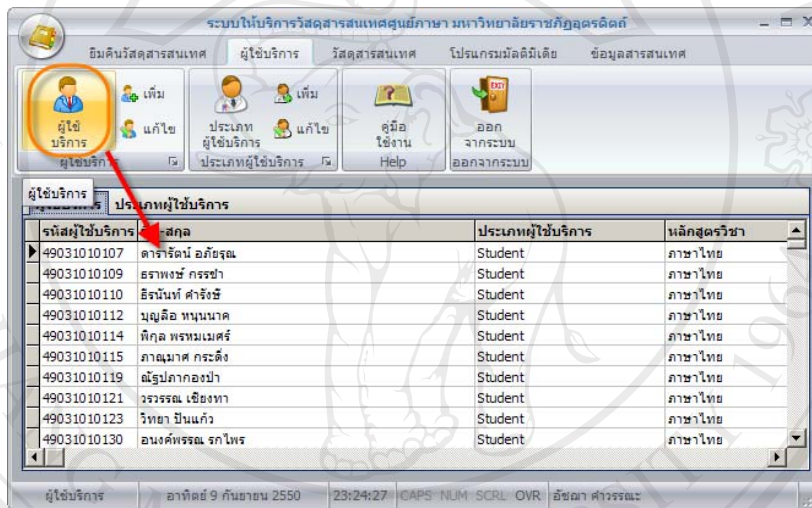 ระบบให้บริการวัสดุสารสนเทศศูนย์ภาษา มหาวิทยาลัยราชภัฏอุตรดิตถ์
ยืมคืนวัสดุสารสนเทศ ผู้ใช้บริการ วัสดุสารสนเทศ โปรแกรมมัลติมิเดีย ข้อมูลสารสนเทศ
ผู้ใช้บริการ เพิ่ม แก้ไข ประเภทผู้ใช้บริการ เพิ่ม แก้ไข คู่มือใช้งาน EXIT ออกจากระบบ
ผู้ใช้บริการ ประเภทผู้ใช้บริการ Help ออกจากระบบ
ผู้ใช้บริการ
ประเภทผู้ใช้บริการ
รหัสผู้ใช้บริการ -สกุล ประเภทผู้ใช้บริการ หลักสูตรวิชา
49031010107 ดารารัตน์ อภัยรุณ Student ภาษาไทย
49031010109 ธราพงษ์ กรรชำ Student ภาษาไทย
49031010110 ธิรนันท์ คำรังษี Student ภาษาไทย
49031010112 บุญลือ หนุนนาค Student ภาษาไทย
49031010114 พิกุล พรหมเมศร์ Student ภาษาไทย
49031010115 ภาณุมาศ กระดิ่ง Student ภาษาไทย
49031010119 ณัฐปภากองป่า Student ภาษาไทย
49031010121 วรวรรณ เชียงทา Student ภาษาไทย
49031010123 วิทยา ปันแก้ว Student ภาษาไทย
49031010130 อนงค์พรรณ รกไพร Student ภาษาไทย
ผู้ใช้บริการ อาทิตย์ 9 กันยายน 2550 23:24:27 CAPS NUM SCRL OVR อัชฌา คำวรรณะ